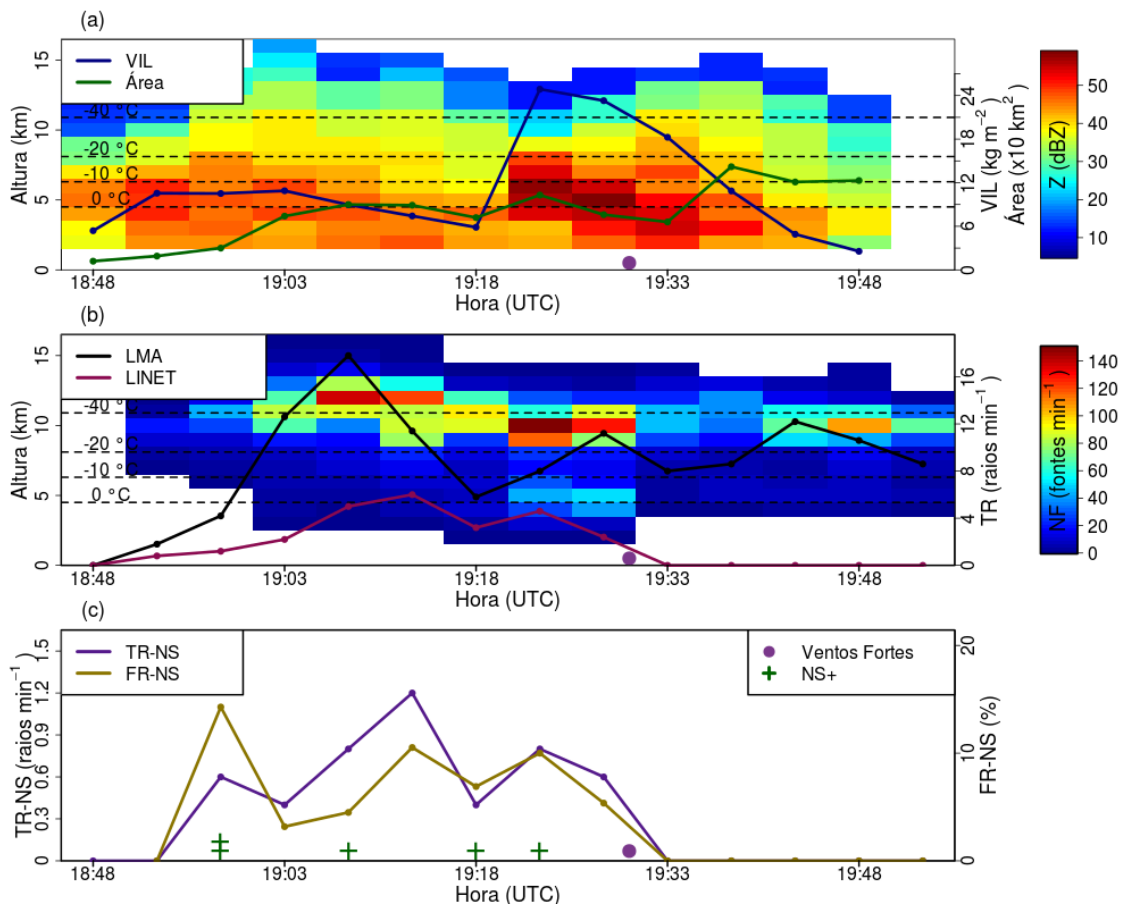 (a)
VIL
Área
-40 °C
-20 °C
-10 °C
0 °C
Altura (km)
0
5
10
15
18:48
19:03
19:18
19:33
19:48
Hora (UTC)
0
6
12
18
24
VIL (kg m−2)
Área (x10 km2)
10
20
30
40
50
Z (dBZ)
(b)
LMA
LINET
-40 °C
-20 °C
-10 °C
0 °C
Altura (km)
0
5
10
15
18:48
19:03
19:18
19:33
19:48
Hora (UTC)
0
4
8
12
16
TR (raios min−1)
0
20
40
60
80
100
120
140
NF (fontes min−1)
(c)
TR-NS
FR-NS
Ventos Fortes
NS+
TR-NS (raios min−1)
0
0.3
0.6
0.9
1.2
1.5
18:48
19:03
19:18
19:33
19:48
Hora (UTC)
0
10
20
FR-NS (%)